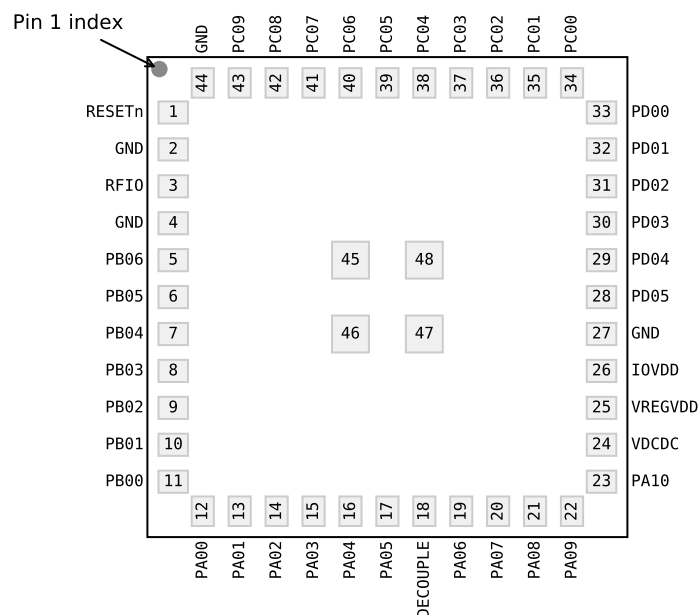 Pin 1 index
GND PC09 PC08 PC07 PC06 PC05 PC04 PC03 PC02 PC01 PC00
44 43 42 41 40 39 38 37 36 35 34
RESETn 1 33 PD00
GND 2 32 PD01
RFIO 3 31 PD02
GND 4 30 PD03
PB06 5 45 48 29 PD04
PB05 6 28 PD05
PB04 7 46 47 27 GND
PB03 8 26 IOVDD
PB02 9 25 VREGVDD
PB01 10 24 VDCDC
PB00 11 23 PA10
12 13 14 15 16 17 18 19 20 21 22
PA00 PA01 PA02 PA03 PA04 PA05 DECOUPLE PA06 PA07 PA08 PA09